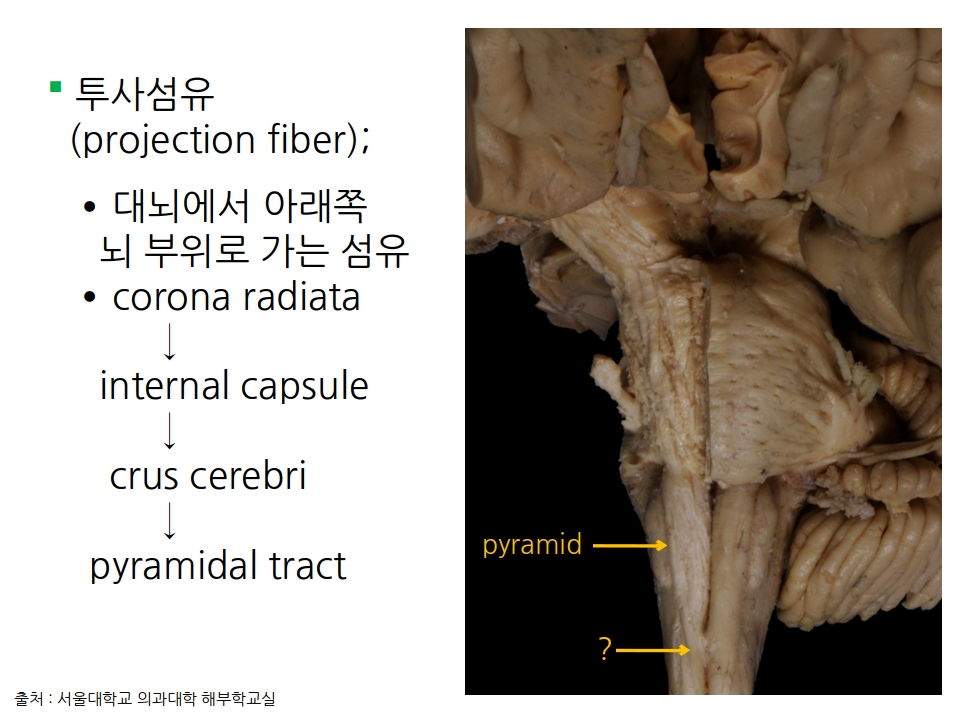 투사섬유
(projection fiber);
• 대뇌에서 아래쪽
뇌 부위로 가는 섬유
• corona radiata
↓
internal capsule
↓
crus cerebri
↓
pyramidal tract
pyramid
?
출처 : 서울대학교 의과대학 해부학교실